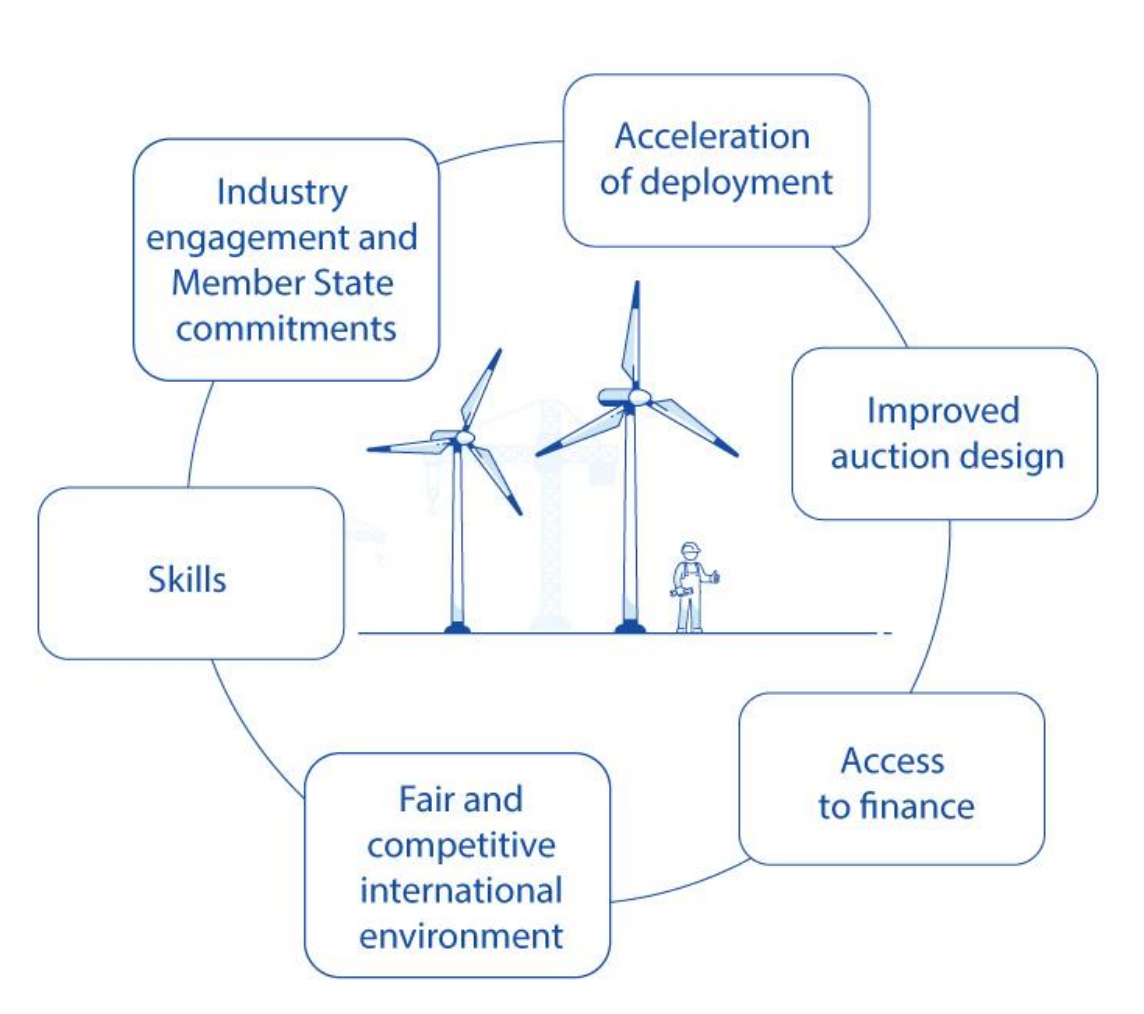 Acceleration
of deployment
Improved
auction design
Access
to finance
Fair and
competitive
international
environment
Skills
Industry
engagement and
Member State
commitments